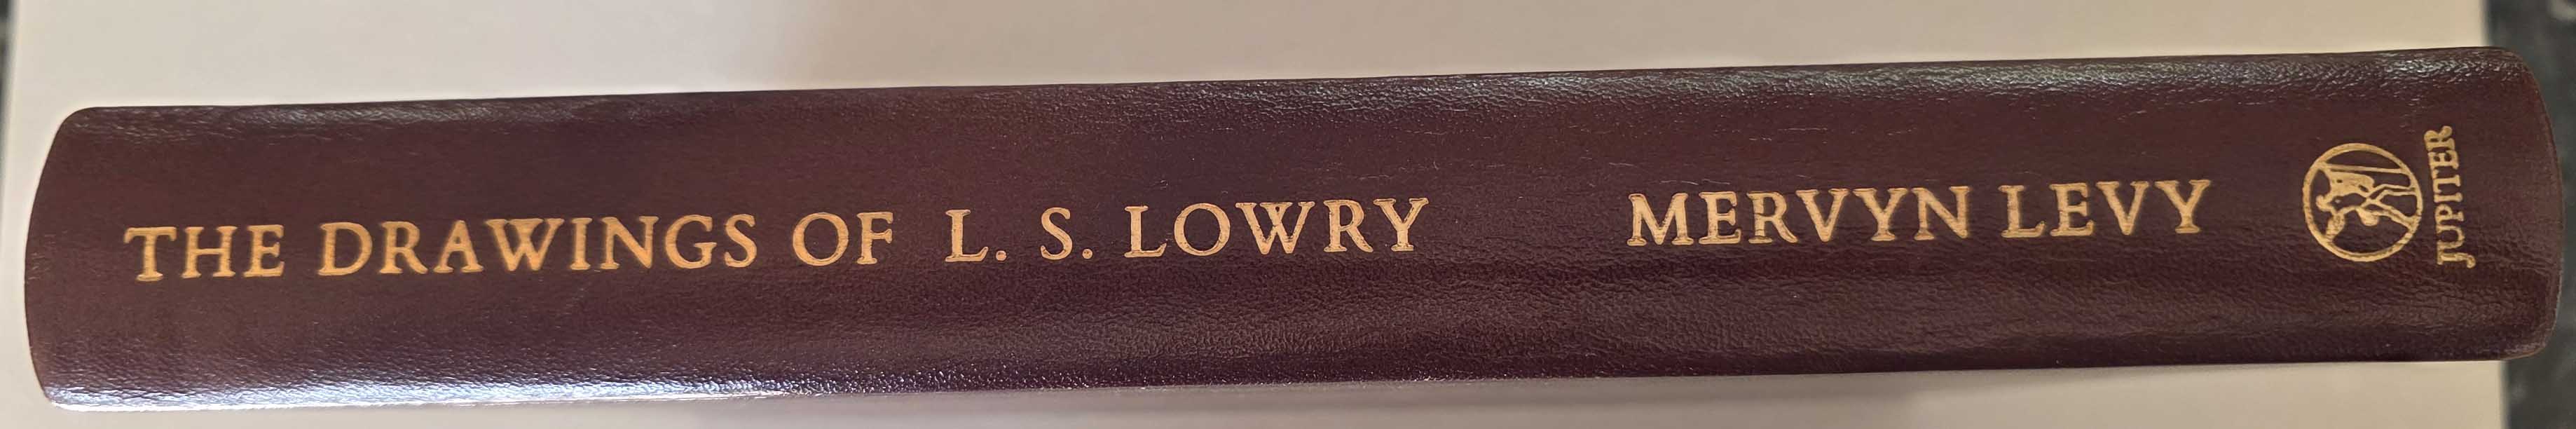 THE DRAWINGS OF L. S. LOWRY MERVYN LEVY
JUPITER